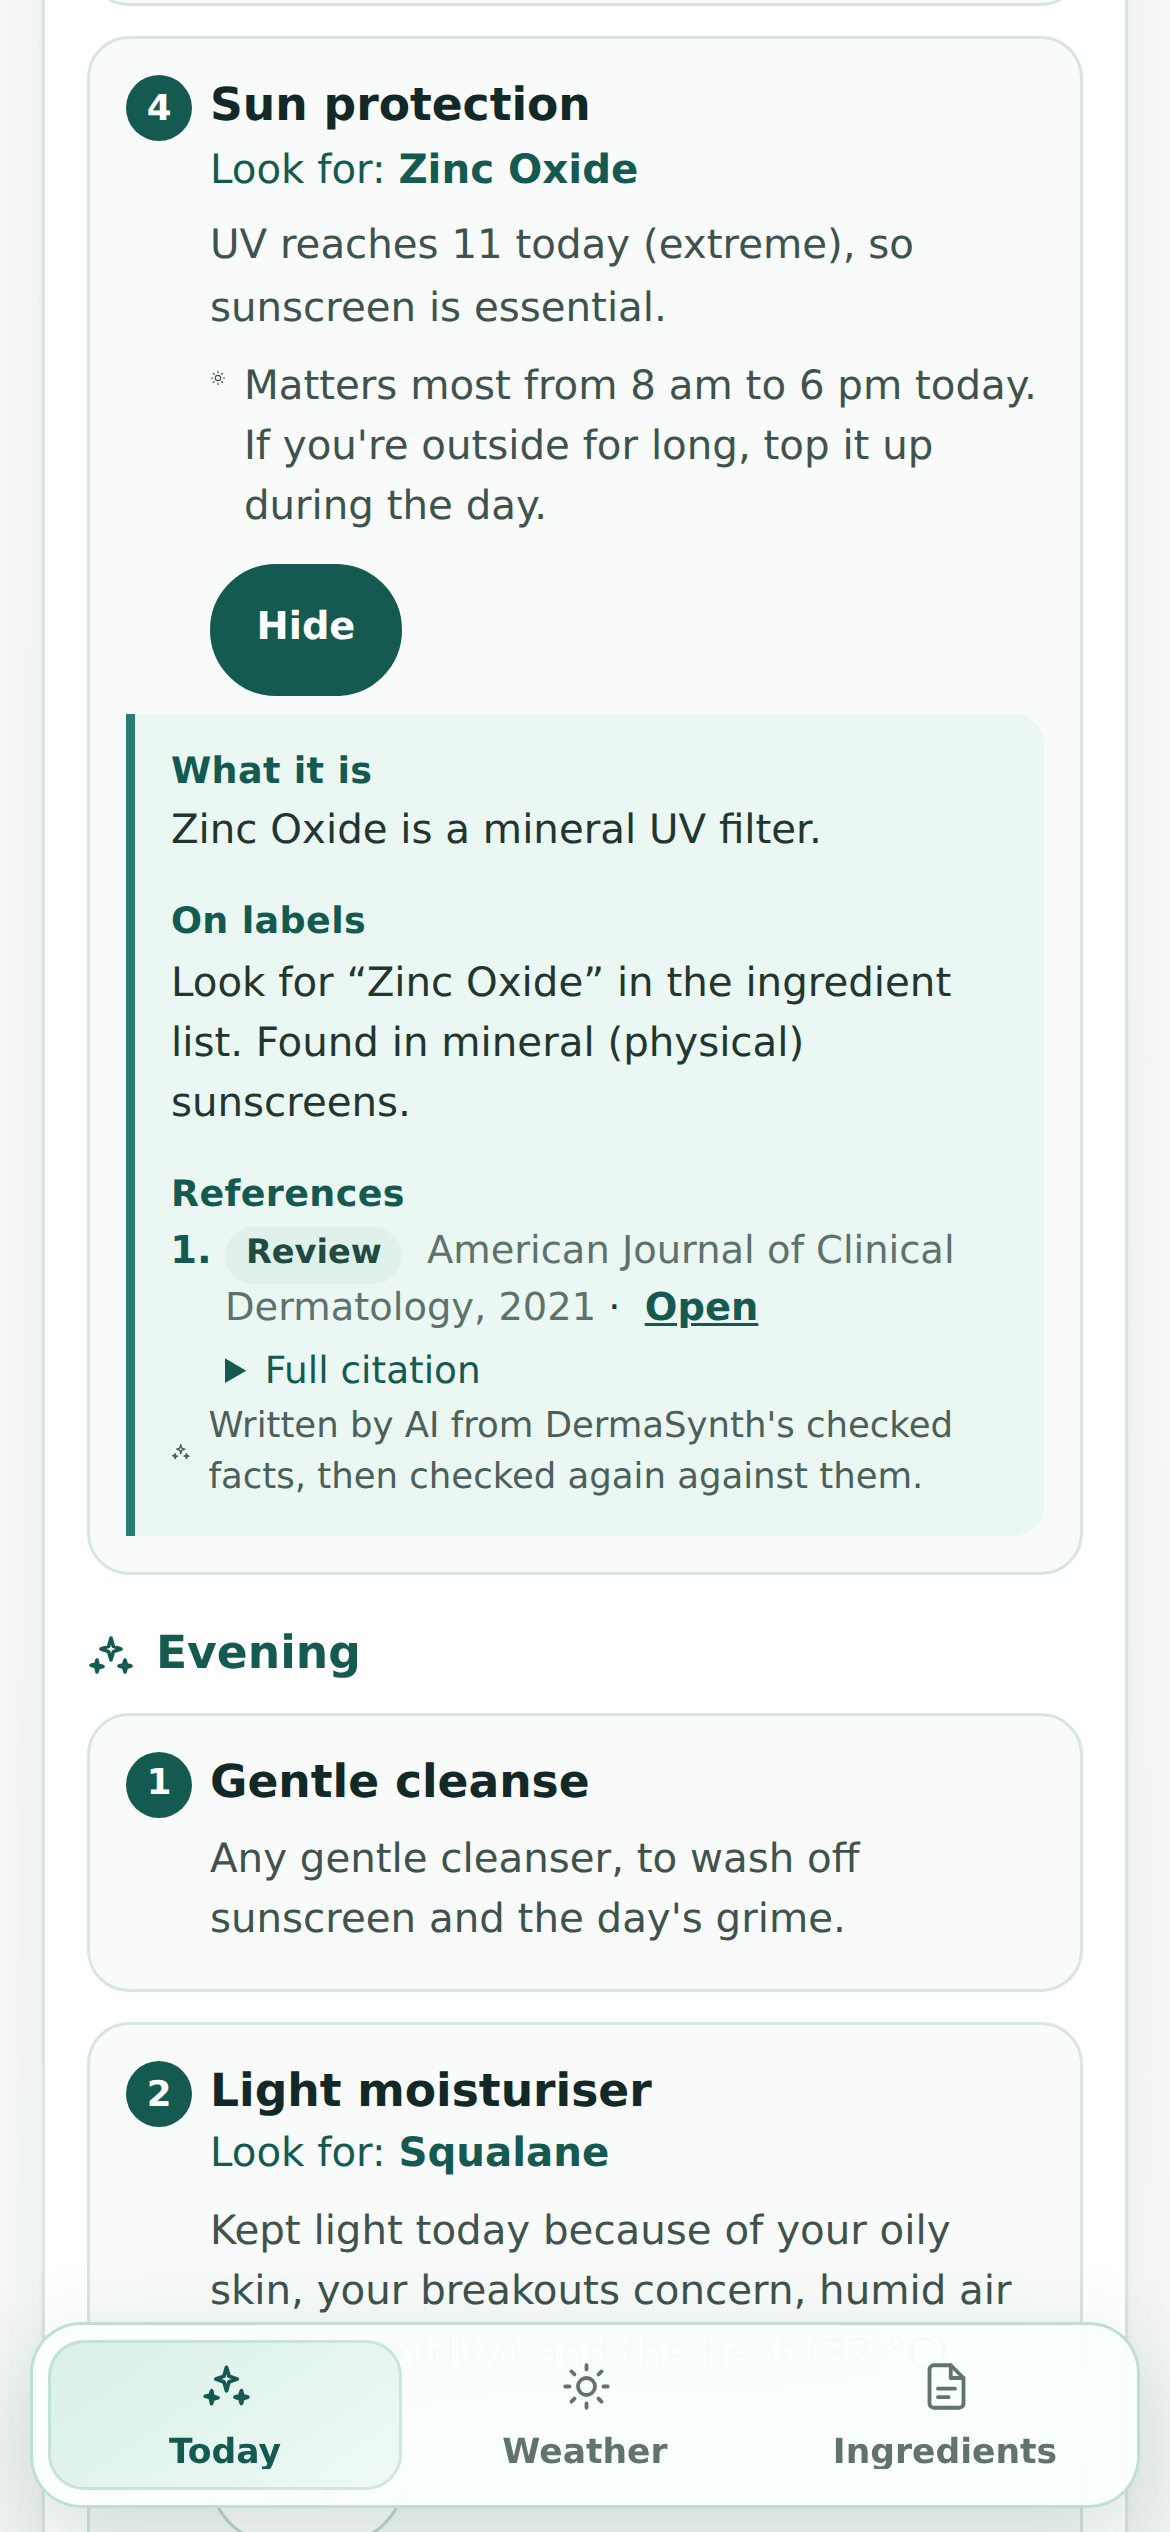 4 Sun protection
Look for: Zinc Oxide
UV reaches 11 today (extreme), so
sunscreen is essential.
Matters most from 8 am to 6 pm today.
If you're outside for long, top it up
during the day.
Hide
What it is
Zinc Oxide is a mineral UV filter.
On labels
Look for “Zinc Oxide” in the ingredient
list. Found in mineral (physical)
sunscreens.
References
1. Review American Journal of Clinical
Dermatology, 2021 · Open
▶ Full citation
Written by AI from DermaSynth's checked
facts, then checked again against them.
Evening
1 Gentle cleanse
Any gentle cleanser, to wash off
sunscreen and the day's grime.
2 Light moisturiser
Look for: Squalane
Kept light today because of your oily
skin, your breakouts concern, humid air
and the heat (32 °C)
Today
Weather
Ingredients